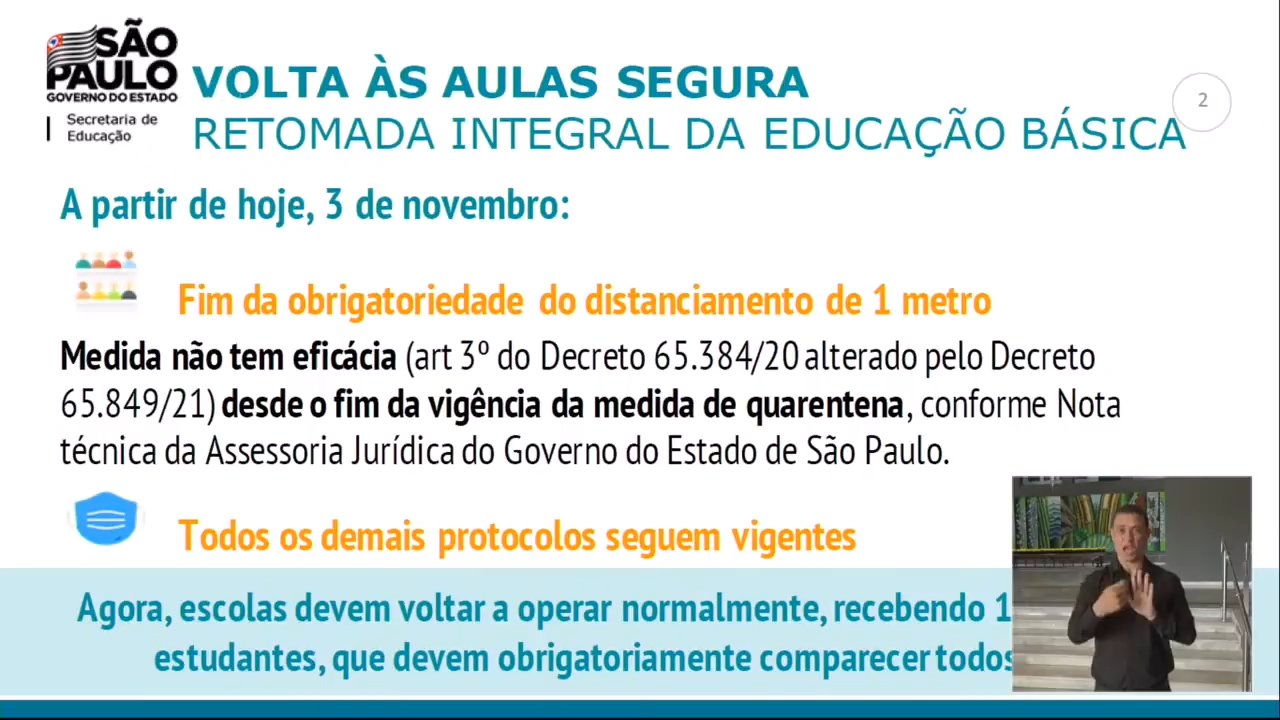 SÃO
PAULO
GOVERNO DO ESTADO
Secretaria de
Educação
VOLTA ÀS AULAS SEGURA
RETOMADA INTEGRAL DA EDUCAÇÃO BÁSICA
2
A partir de hoje, 3 de novembro:
Fim da obrigatoriedade do distanciamento de 1 metro
Medida não tem eficácia (art 3º do Decreto 65.384/20 alterado pelo Decreto
65.849/21) desde o fim da vigência da medida de quarentena, conforme Nota
técnica da Assessoria Jurídica do Governo do Estado de São Paulo.
Todos os demais protocolos seguem vigentes
Agora, escolas devem voltar a operar normalmente, recebendo
estudantes, que devem obrigatoriamente comparecer todos